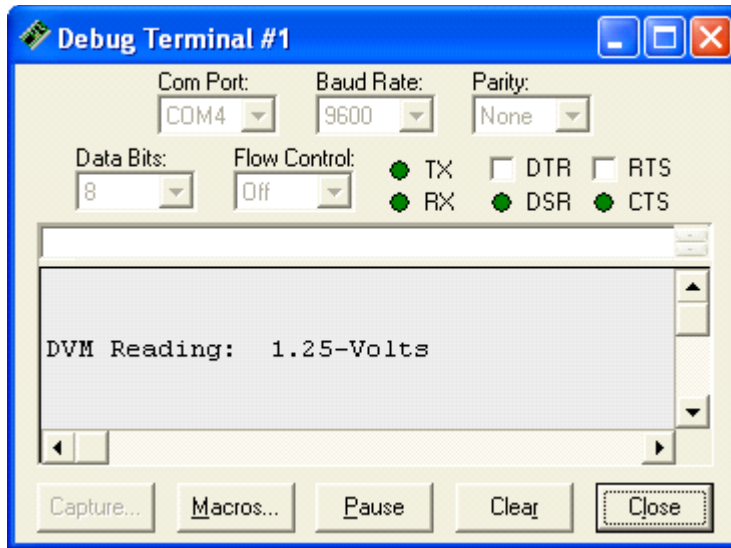 Debug Terminal #1
Com Port: Baud Rate: Parity:
COM4 9600 None
Data Bits: Flow Control: TX DTR RTS
8 Off RX DSR CTS
DVM Reading:  1.25-Volts
Capture... Macros... Pause Clear Close